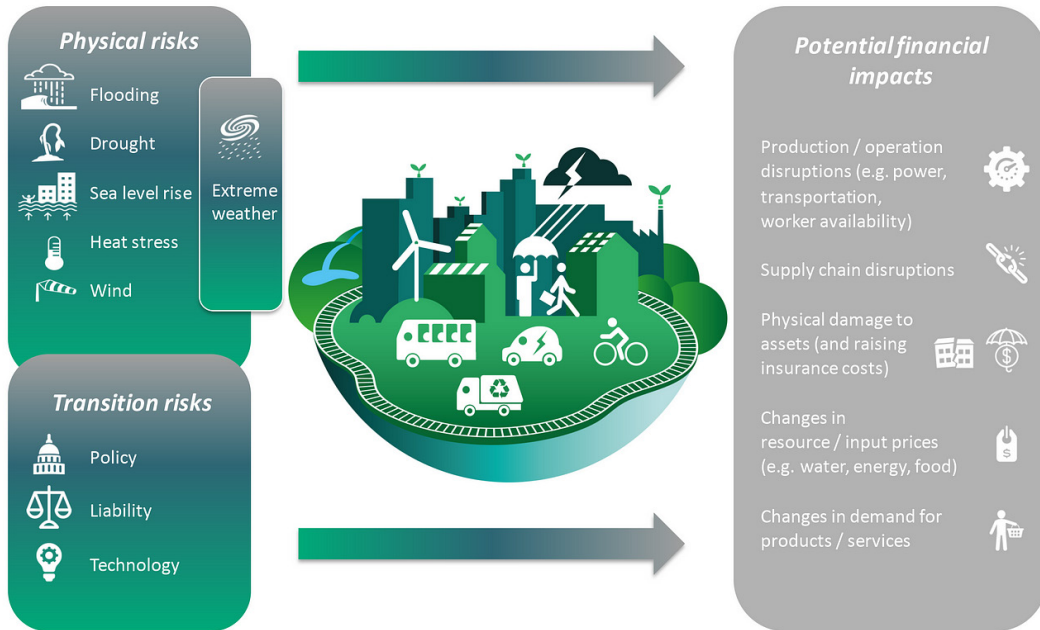 Physical risks
Flooding
Drought
Sea level rise
Heat stress
Wind
Extreme
weather
Transition risks
Policy
Liability
Technology
Potential financial
impacts
Production / operation
disruptions (e.g. power,
transportation,
worker availability)
Supply chain disruptions
Physical damage to
assets (and raising
insurance costs)
$
Changes in
resource / input prices
(e.g. water, energy, food)
$
Changes in demand for
products / services